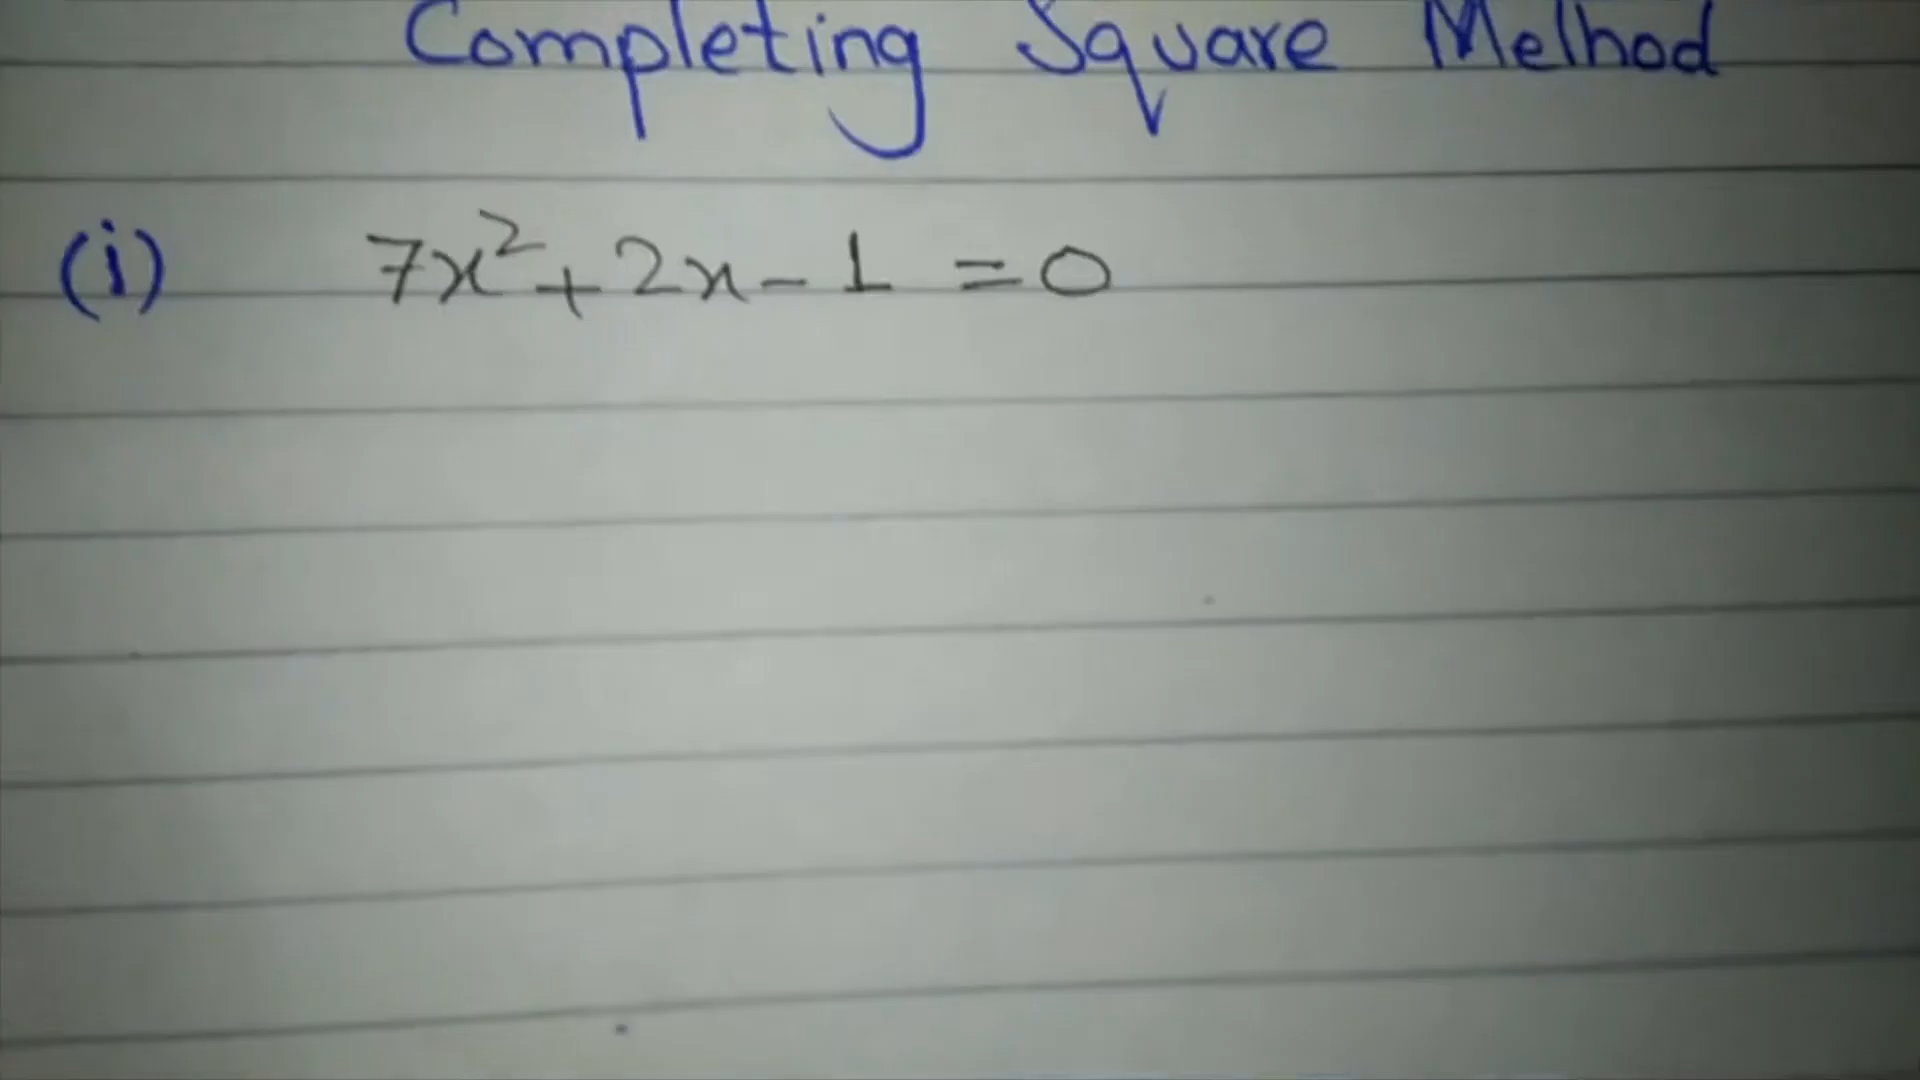 Completing Square Method
(i) 7x² + 2x - 1 = 0